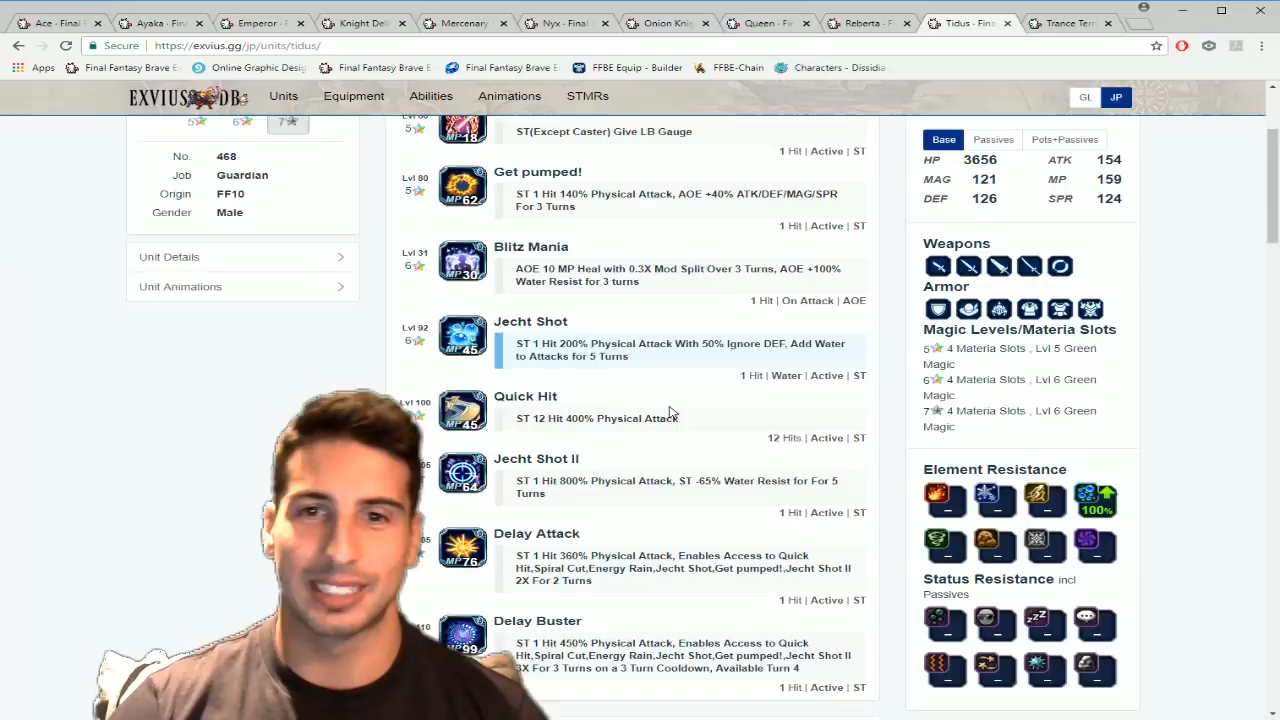 Ace - Final F
Ayaka - Fina
Emperor - F
Knight Deli
Mercenary
Nyx - Final F
Onion Knig
Queen - Fir
Reberta - F
Tidus - Fina
Trance Terr
Secure
https://exvius.gg/jp/units/tidus/
Apps
Final Fantasy Brave E
Online Graphic Desig
Final Fantasy Brave E
Final Fantasy Brave E
FFBE Equip - Builder
FFBE-Chain
Characters - Dissidia
EXVIUS DB
Units
Equipment
Abilities
Animations
STMRs
GL
JP
5
6
7
No. 468
Job Guardian
Origin FF10
Gender Male
Unit Details
Unit Animations
5
MP18
ST(Except Caster) Give LB Gauge
1 Hit | Active | ST
Lvl 80
5
MP62
Get pumped!
ST 1 Hit 140% Physical Attack, AOE +40% ATK/DEF/MAG/SPR
For 3 Turns
1 Hit | Active | ST
Lvl 31
6
MP30
Blitz Mania
AOE 10 MP Heal with 0.3X Mod Split Over 3 Turns, AOE +100%
Water Resist for 3 turns
1 Hit | On Attack | AOE
Lvl 92
6
MP45
Jecht Shot
ST 1 Hit 200% Physical Attack With 50% Ignore DEF, Add Water
to Attacks for 5 Turns
1 Hit | Water | Active | ST
Lvl 100
MP45
Quick Hit
ST 12 Hit 400% Physical Attack
12 Hits | Active | ST
MP64
Jecht Shot II
ST 1 Hit 800% Physical Attack, ST -65% Water Resist for For 5
Turns
1 Hit | Active | ST
MP76
Delay Attack
ST 1 Hit 360% Physical Attack, Enables Access to Quick
Hit,Spiral Cut,Energy Rain,Jecht Shot,Get pumped!,Jecht Shot II
2X For 2 Turns
1 Hit | Active | ST
MP99
Delay Buster
ST 1 Hit 450% Physical Attack, Enables Access to Quick
Hit,Spiral Cut,Energy Rain,Jecht Shot,Get pumped!,Jecht Shot II
3X For 3 Turns on a 3 Turn Cooldown, Available Turn 4
1 Hit | Active | ST
Base
Passives
Pots+Passives
HP 3656 ATK 154
MAG 121 MP 159
DEF 126 SPR 124
Weapons
Armor
Magic Levels/Materia Slots
5 4 Materia Slots , Lvl 5 Green
Magic
6 4 Materia Slots , Lvl 6 Green
Magic
7 4 Materia Slots , Lvl 6 Green
Magic
Element Resistance
– – – 100%
– – – –
Status Resistance incl
Passives
– – – –
– – – –